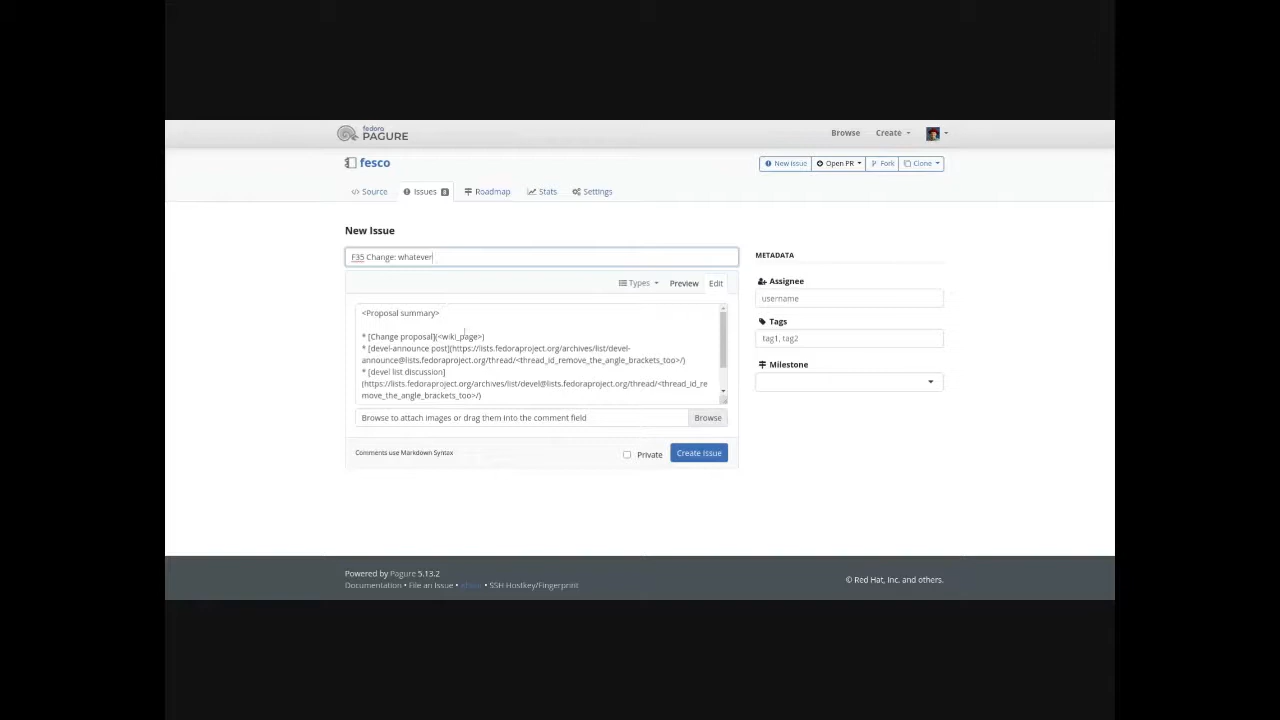 fedora
PAGURE
Browse Create
fesco
New Issue Open PR Fork Clone
Source Issues Roadmap Stats Settings
New Issue
F35 Change: whatever
METADATA
Types Preview Edit
Assignee
username
<Proposal summary>
Tags
tag1, tag2
* [Change proposal](<wiki_page>)
* [devel-announce post](https://lists.fedoraproject.org/archives/list/devel-
announce@lists.fedoraproject.org/thread/<thread_id_remove_the_angle_brackets_too>/)
* [devel list discussion]
(https://lists.fedoraproject.org/archives/list/devel@lists.fedoraproject.org/thread/<thread_id_re
move_the_angle_brackets_too>/)
Milestone
Browse to attach images or drag them into the comment field Browse
Comments use Markdown Syntax Private Create Issue
Powered by Pagure 5.13.2
Documentation • File an Issue • • SSH Hostkey/Fingerprint
© Red Hat, Inc. and others.